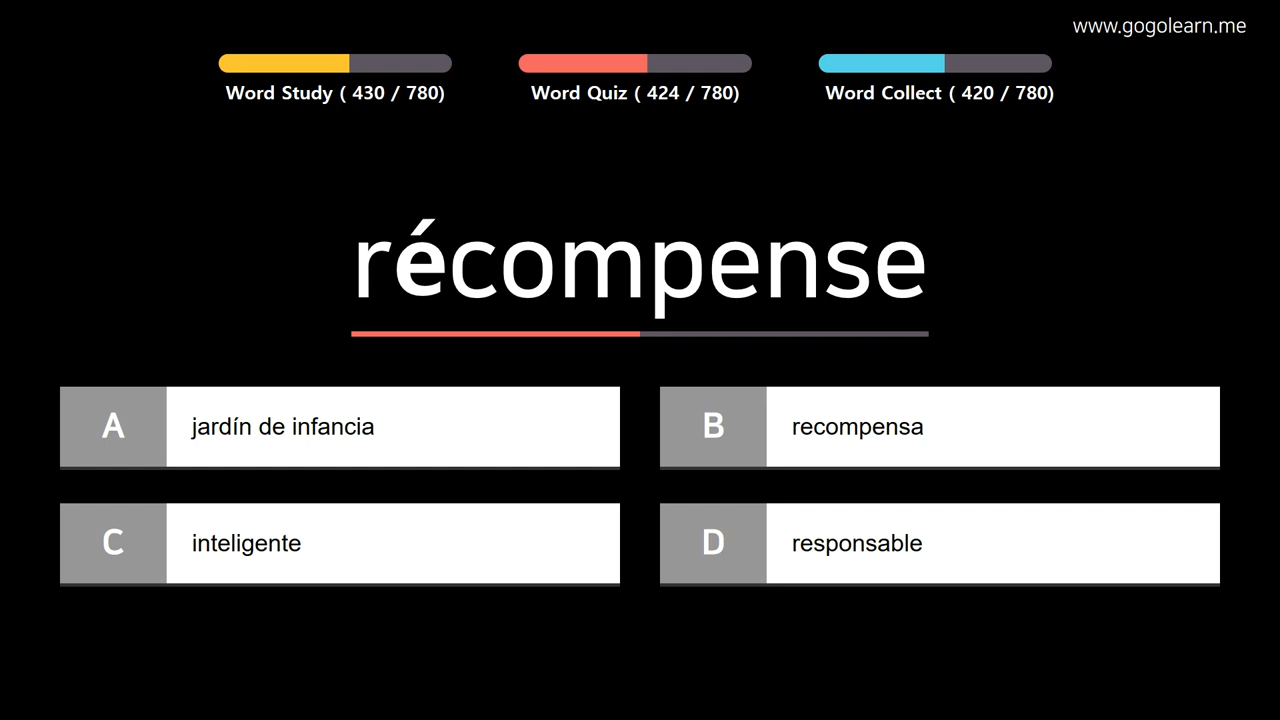 www.gogolearn.me
Word Study ( 430 / 780)
Word Quiz ( 424 / 780)
Word Collect ( 420 / 780)
récompense
A jardín de infancia
B recompensa
C inteligente
D responsable